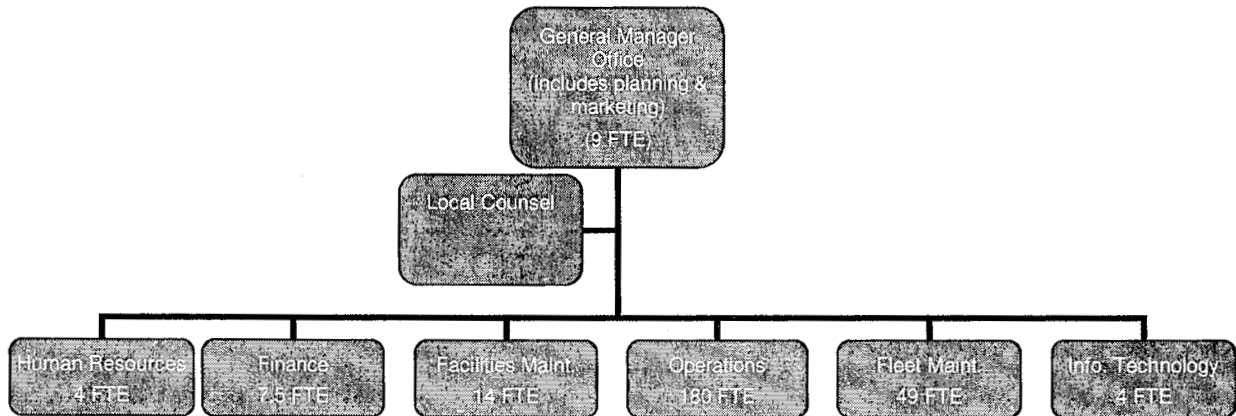 General Manager
Office
(includes planning &
marketing)
(9 FTE)
Local Counsel
Human Resources
4 FTE
Finance
7.5 FTE
Facilities Maint.
14 FTE
Operations
180 FTE
Fleet Maint.
49 FTE
Info. Technology
4 FTE